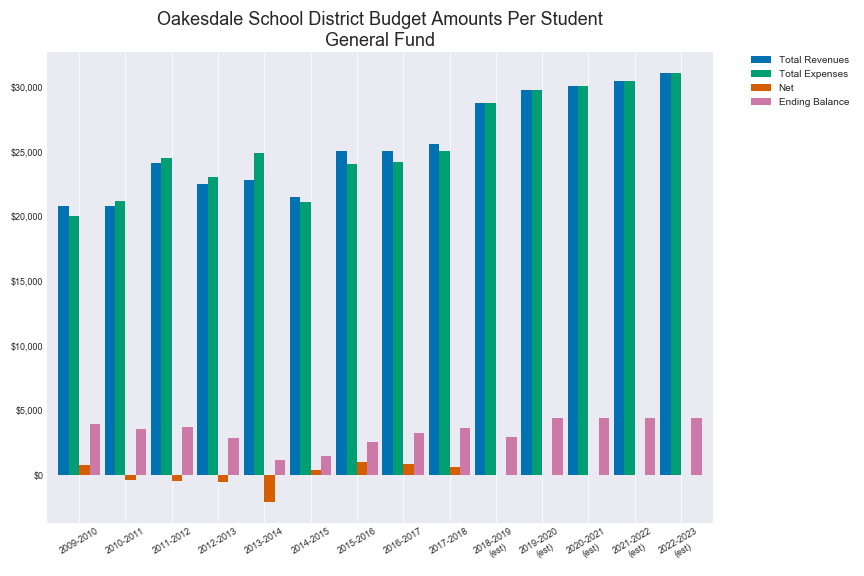 Oakesdale School District Budget Amounts Per Student
General Fund
Total Revenues
Total Expenses
Net
Ending Balance
$30,000
$25,000
$20,000
$15,000
$10,000
$5,000
$0
2009-2010
2010-2011
2011-2012
2012-2013
2013-2014
2014-2015
2015-2016
2016-2017
2017-2018
2018-2019
(est)
2019-2020
(est)
2020-2021
(est)
2021-2022
(est)
2022-2023
(est)